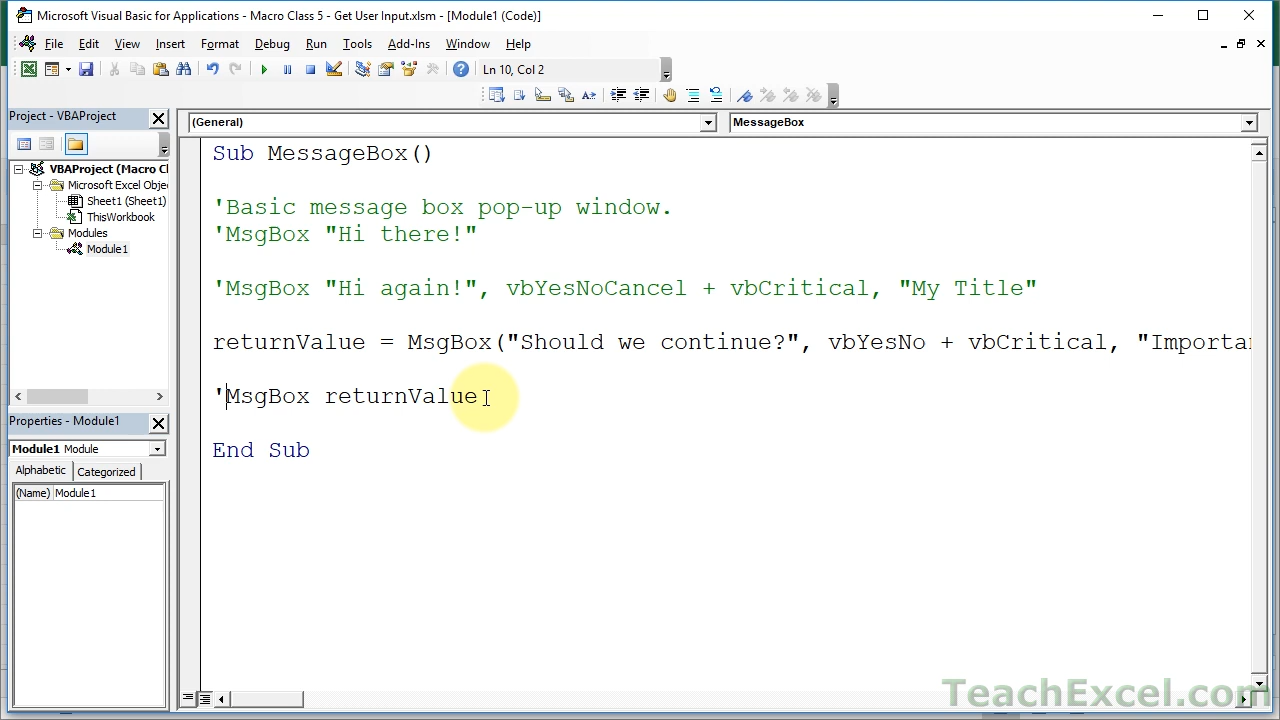 Microsoft Visual Basic for Applications - Macro Class 5 - Get User Input.xlsm - [Module1 (Code)]
File Edit View Insert Format Debug Run Tools Add-Ins Window Help
Ln 10, Col 2
Project - VBAProject
(General)
MessageBox
VBAProject (Macro Cl
Microsoft Excel Obje
Sheet1 (Sheet1)
ThisWorkbook
Modules
Module1
Properties - Module1
Module1 Module
Alphabetic Categorized
(Name) Module1
Sub MessageBox()
'Basic message box pop-up window.
'MsgBox "Hi there!"
'MsgBox "Hi again!", vbYesNoCancel + vbCritical, "My Title"
returnValue = MsgBox("Should we continue?", vbYesNo + vbCritical, "Importan
'MsgBox returnValue
End Sub
TeachExcel.com